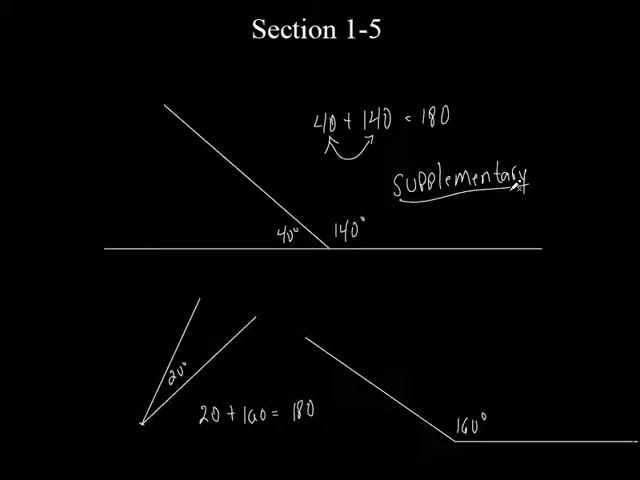 Section 1-5
40 + 140 = 180
supplementary
40° 140°
20°
20 + 160 = 180
160°